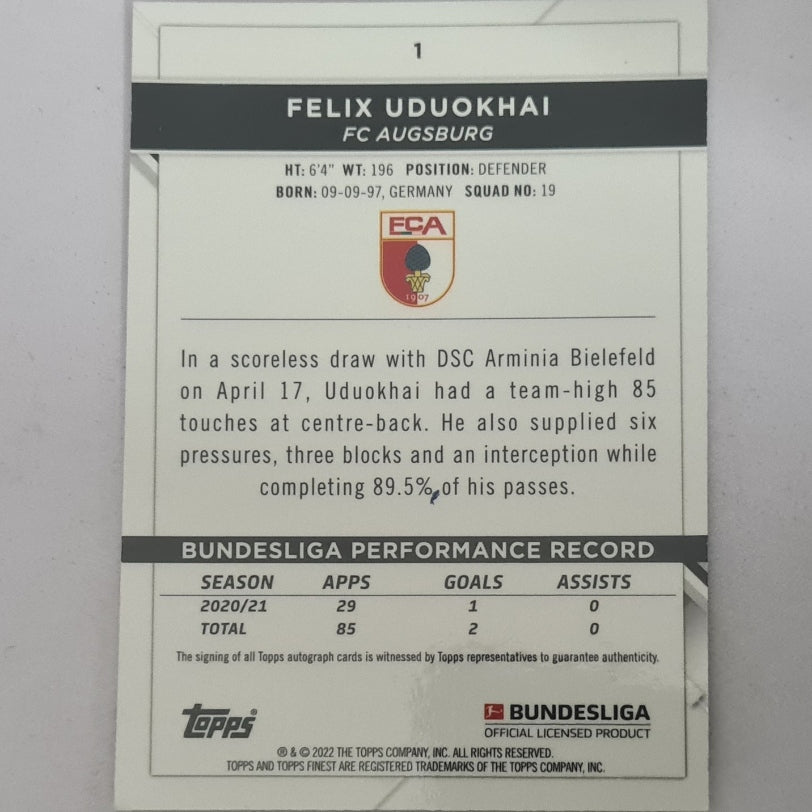 1
FELIX UDUOKHAI
FC AUGSBURG
HT: 6'4" WT: 196 POSITION: DEFENDER
BORN: 09-09-97, GERMANY SQUAD NO: 19
FCA
1907
In a scoreless draw with DSC Arminia Bielefeld
on April 17, Uduokhai had a team-high 85
touches at centre-back. He also supplied six
pressures, three blocks and an interception while
completing 89.5% of his passes.
BUNDESLIGA PERFORMANCE RECORD
SEASON APPS GOALS ASSISTS
2020/21 29 1 0
TOTAL 85 2 0
The signing of all Topps autograph cards is witnessed by Topps representatives to guarantee authenticity.
Topps®
BUNDESLIGA
OFFICIAL LICENSED PRODUCT
® & © 2022 THE TOPPS COMPANY, INC. ALL RIGHTS RESERVED.
TOPPS AND TOPPS FINEST ARE REGISTERED TRADEMARKS OF THE TOPPS COMPANY, INC.